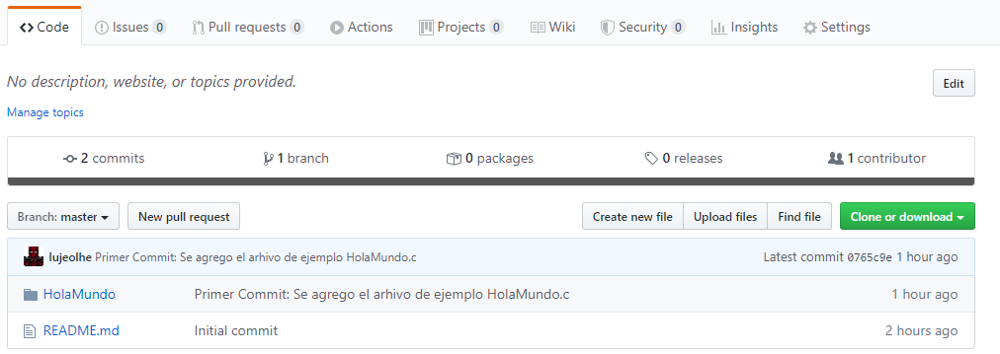 Code Issues 0 Pull requests 0 Actions Projects 0 Wiki Security 0 Insights Settings
No description, website, or topics provided. Edit
Manage topics
2 commits 1 branch 0 packages 0 releases 1 contributor
Branch: master New pull request Create new file Upload files Find file Clone or download
lujeolhe Primer Commit: Se agrego el arhivo de ejemplo HolaMundo.c Latest commit 0765c9e 1 hour ago
HolaMundo Primer Commit: Se agrego el arhivo de ejemplo HolaMundo.c 1 hour ago
README.md Initial commit 2 hours ago